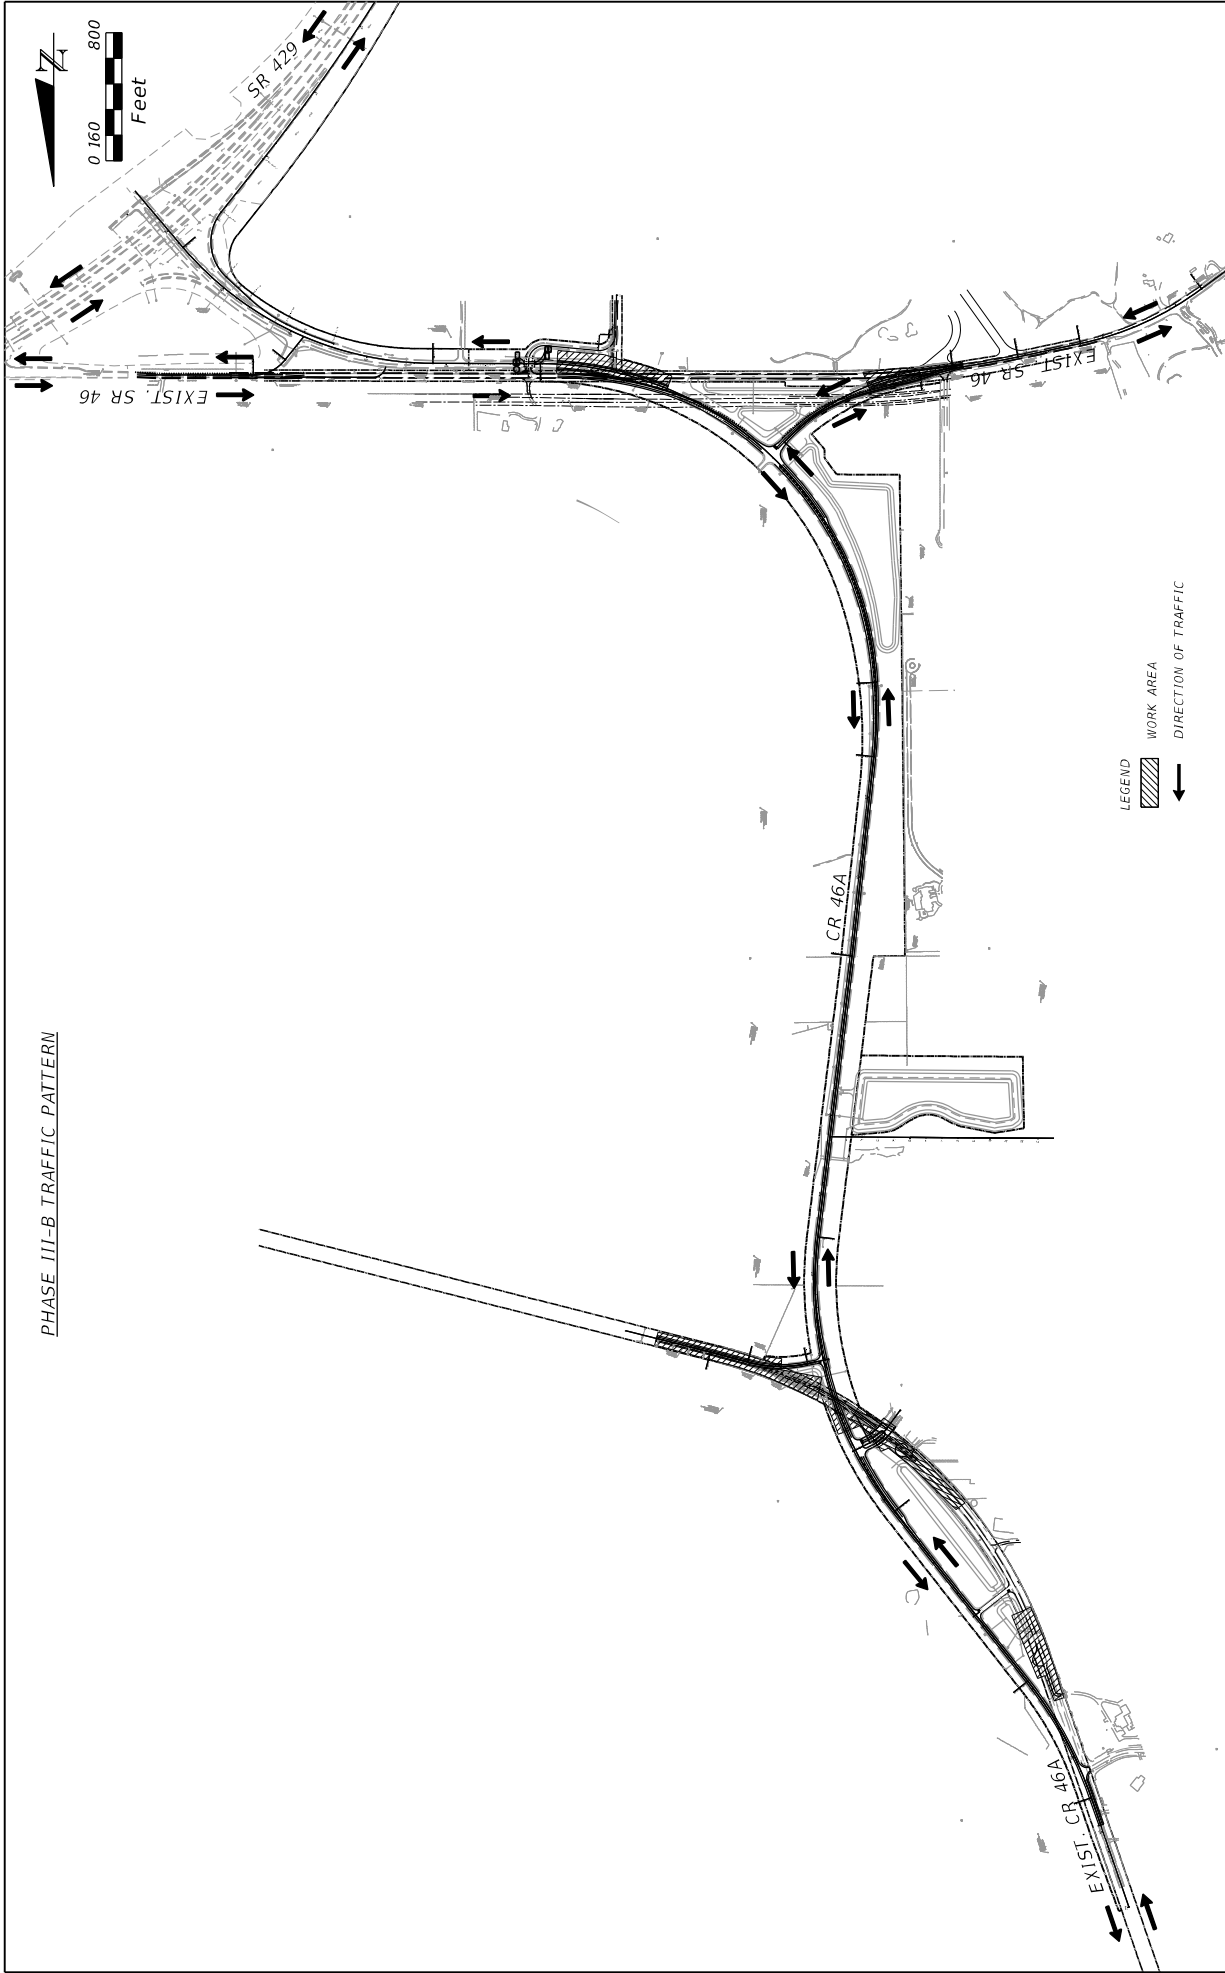 PHASE III-B TRAFFIC PATTERN
N
0 160 800
Feet
SR 429
EXIST. SR 46
EXIST. SR 46
CR 46A
EXIST. CR 46A
LEGEND
WORK AREA
DIRECTION OF TRAFFIC